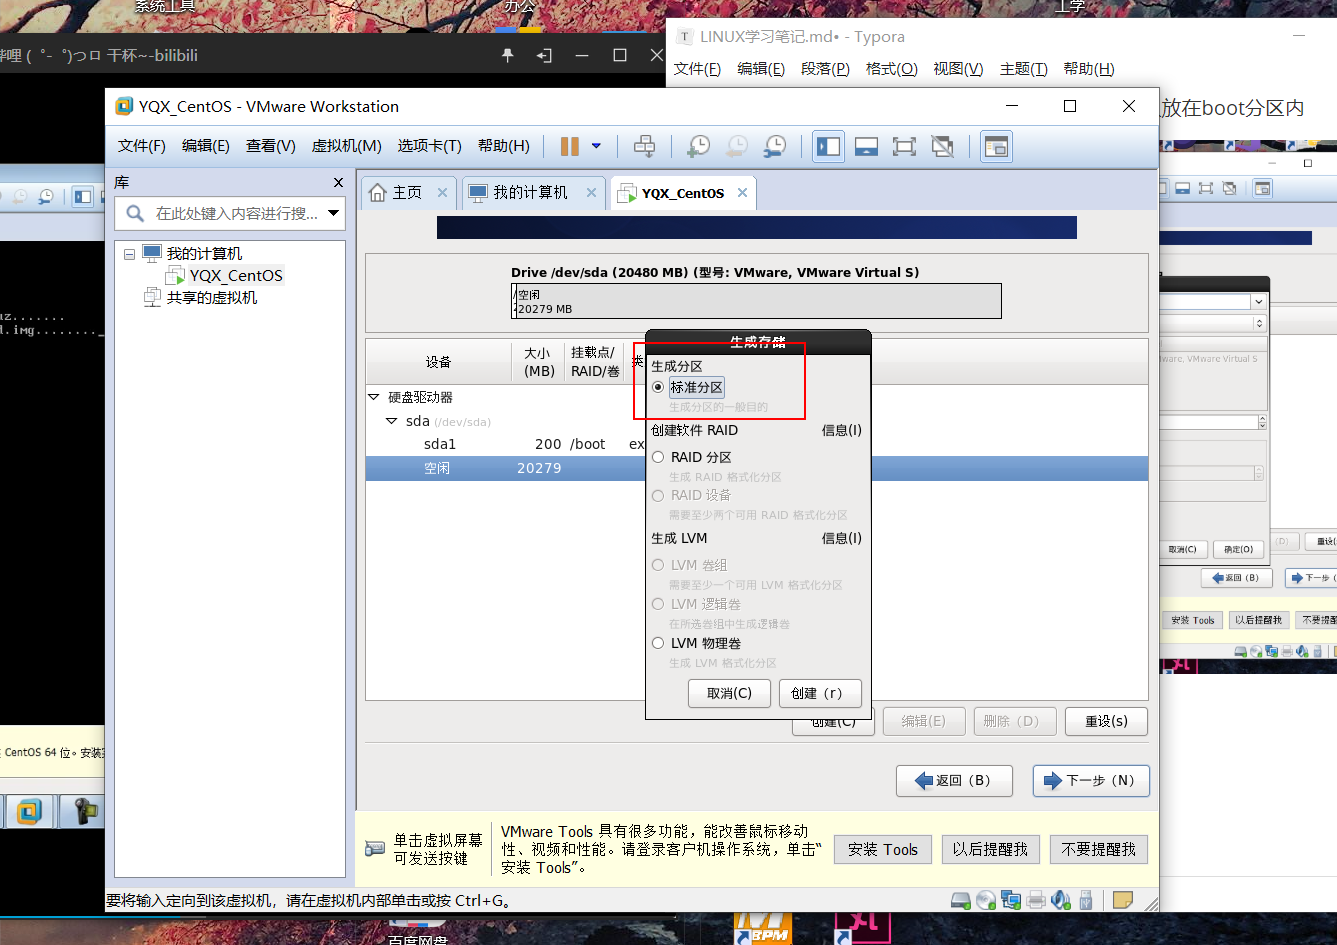 系统工具
办公
工学
哔哩 ( ゜- ゜)つロ 干杯~-bilibili
LINUX学习笔记.md• - Typora
文件(F) 编辑(E) 段落(P) 格式(O) 视图(V) 主题(T) 帮助(H)
放在boot分区内
YQX_CentOS - VMware Workstation
文件(F) 编辑(E) 查看(V) 虚拟机(M) 选项卡(T) 帮助(H)
库
在此处键入内容进行搜...
我的计算机
YQX_CentOS
共享的虚拟机
主页 我的计算机 YQX_CentOS
Drive /dev/sda (20480 MB) (型号: VMware, VMware Virtual S)
空闲
20279 MB
设备
大小
(MB)
挂载点/
RAID/卷
类
硬盘驱动器
sda (/dev/sda)
sda1 200 /boot ex
空闲 20279
生成存储
生成分区
标准分区
生成分区的一般目的
创建软件 RAID 信息(I)
RAID 分区
生成 RAID 格式化分区
RAID 设备
需要至少两个可用 RAID 格式化分区
生成 LVM 信息(I)
LVM 卷组
需要至少一个可用 LVM 格式化分区
LVM 逻辑卷
在所选卷组中生成逻辑卷
LVM 物理卷
生成 LVM 格式化分区
取消(C) 创建（r）
创建(C) 编辑(E) 删除（D） 重设(s)
返回（B） 下一步（N）
单击虚拟屏幕
可发送按键
VMware Tools 具有很多功能，能改善鼠标移动
性、视频和性能。请登录客户机操作系统，单击“
安装 Tools”。
安装 Tools 以后提醒我 不要提醒我
要将输入定向到该虚拟机，请在虚拟机内部单击或按 Ctrl+G。
uz.......
d.img........_
CentOS 64 位。安装完
ware, VMware Virtual S
取消(C) 确定(O) (D) 重设(
返回（B） 下一步（
安装 Tools 以后提醒我 不要提醒
百度网盘
BPM